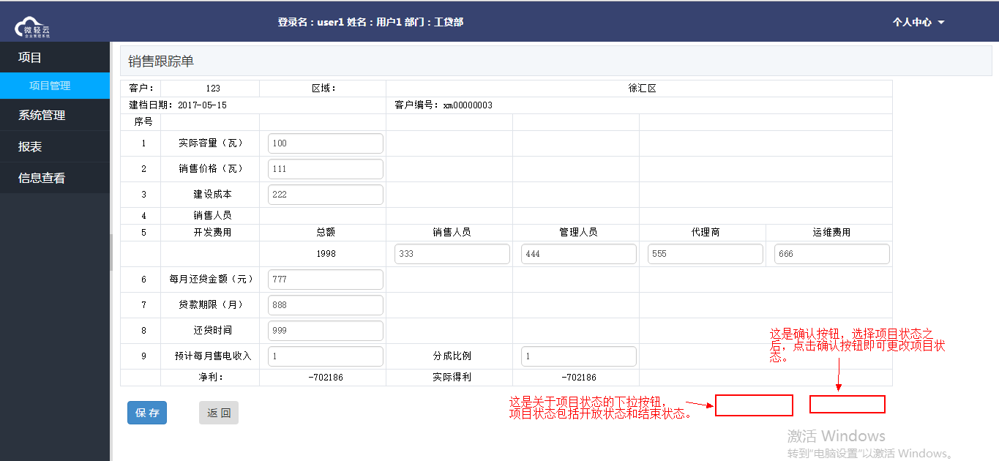 登录名：user1 姓名：用户1 部门：工贷部
个人中心
微轻云
项目
项目管理
系统管理
报表
信息查看
销售跟踪单
客户： 123 区域： 徐汇区
建档日期：2017-05-15 客户编号：xm00000003
序号
1 实际容量（瓦） 100
2 销售价格（瓦） 111
3 建设成本 222
4 销售人员
5 开发费用 总额 销售人员 管理人员 代理商 运维费用
1998 333 444 555 666
6 每月还贷金额（元） 777
7 贷款期限（月） 888
8 还贷时间 999
9 预计每月售电收入 1 分成比例 1
净利： -702186 实际得利 -702186
这是确认按钮，选择项目状态之
后，点击确认按钮即可更改项目状
态。
这是关于项目状态的下拉按钮，
项目状态包括开放状态和结束状态。
保 存 返 回
激活 Windows
转到"电脑设置"以激活 Windows。